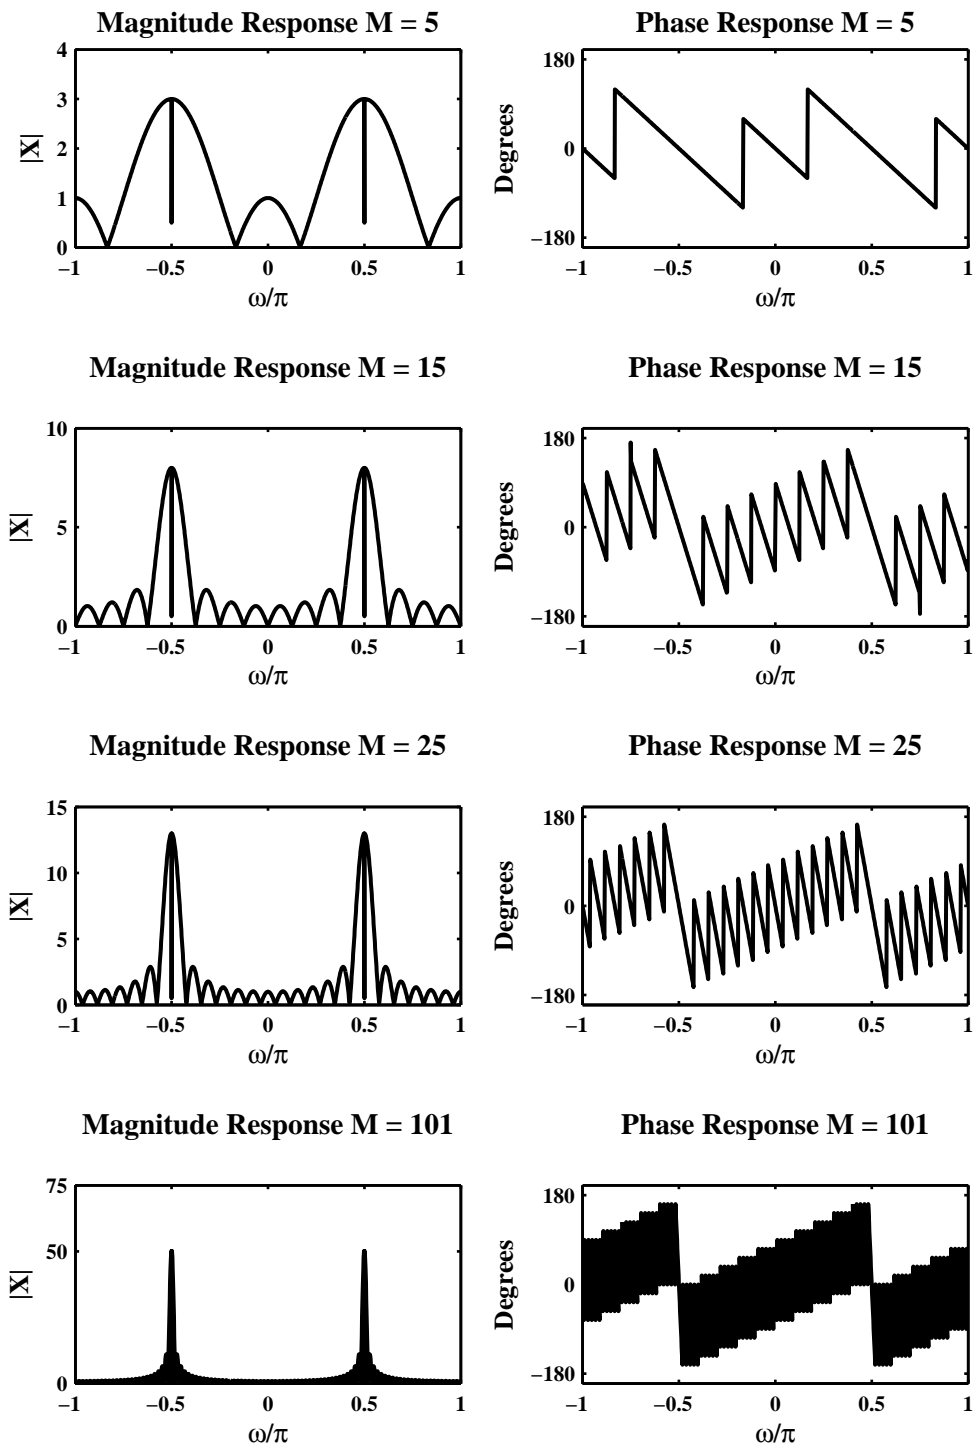 Magnitude Response M = 5
4
3
2
1
0
|X|
−1 −0.5 0 0.5 1
ω/π
Phase Response M = 5
180
0
−180
Degrees
−1 −0.5 0 0.5 1
ω/π
Magnitude Response M = 15
10
5
0
|X|
−1 −0.5 0 0.5 1
ω/π
Phase Response M = 15
180
0
−180
Degrees
−1 −0.5 0 0.5 1
ω/π
Magnitude Response M = 25
15
10
5
0
|X|
−1 −0.5 0 0.5 1
ω/π
Phase Response M = 25
180
0
−180
Degrees
−1 −0.5 0 0.5 1
ω/π
Magnitude Response M = 101
75
50
25
0
|X|
−1 −0.5 0 0.5 1
ω/π
Phase Response M = 101
180
0
−180
Degrees
−1 −0.5 0 0.5 1
ω/π